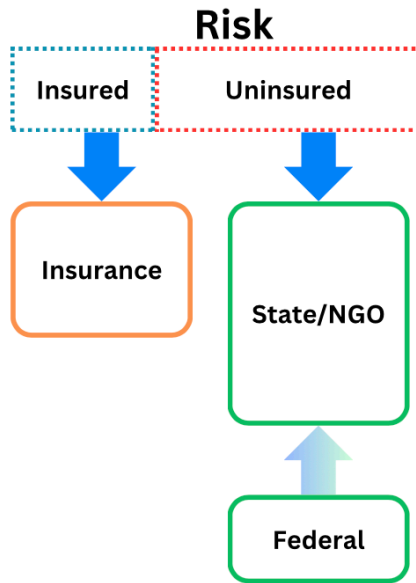 Risk
Insured
Uninsured
Insurance
State/NGO
Federal